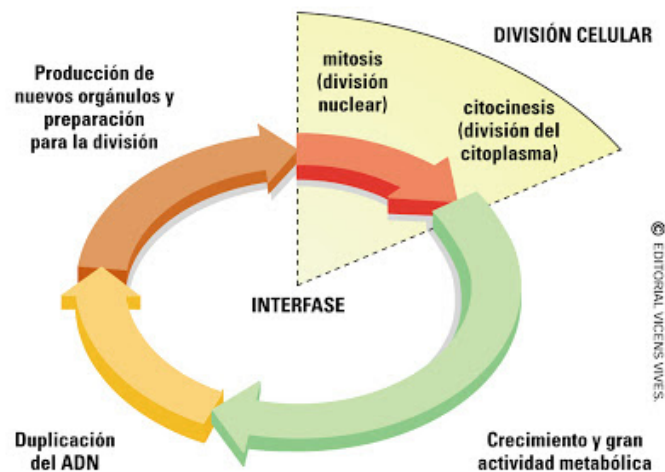 DIVISIÓN CELULAR
Producción de
nuevos orgánulos y
preparación
para la división
mitosis
(división
nuclear)
citocinesis
(división del
citoplasma)
INTERFASE
© EDITORIAL VICENS VIVES.
Duplicación
del ADN
Crecimiento y gran
actividad metabólica